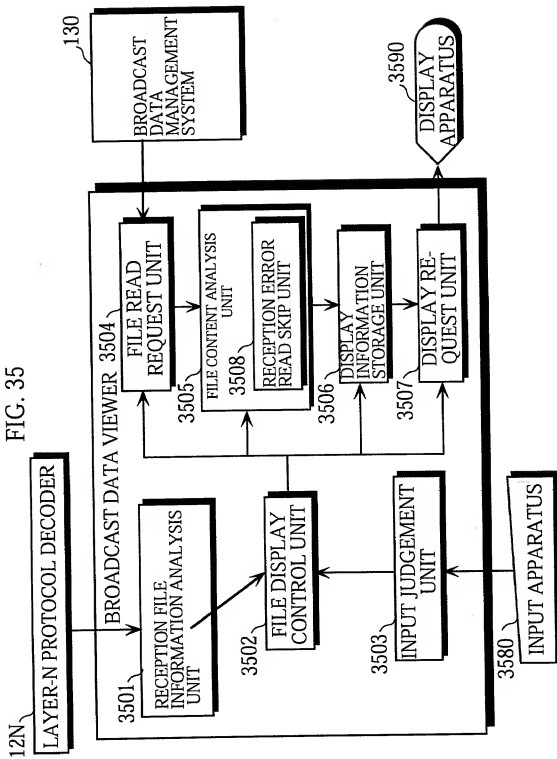 FIG. 35
12N
LAYER-N PROTOCOL DECODER
BROADCAST DATA VIEWER
3501
RECEPTION FILE
INFORMATION ANALYSIS
UNIT
3502
FILE DISPLAY
CONTROL UNIT
3503
INPUT JUDGEMENT
UNIT
3580
INPUT APPARATUS
3504
FILE READ
REQUEST UNIT
3505
FILE CONTENT ANALYSIS
UNIT
3508
RECEPTION ERROR
READ SKIP UNIT
3506
DISPLAY
INFORMATION
STORAGE UNIT
3507
DISPLAY RE-
QUEST UNIT
130
BROADCAST
DATA
MANAGEMENT
SYSTEM
3590
DISPLAY
APPARATUS